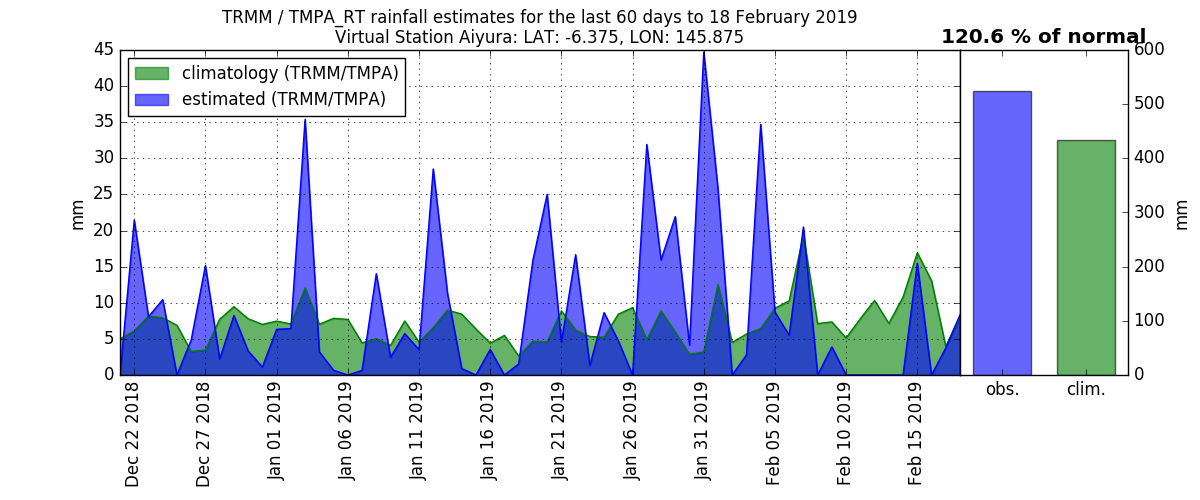 TRMM / TMPA_RT rainfall estimates for the last 60 days to 18 February 2019
Virtual Station Aiyura: LAT: -6.375, LON: 145.875
120.6 % of normal
climatology (TRMM/TMPA)
estimated (TRMM/TMPA)
mm
45
40
35
30
25
20
15
10
5
0
Dec 22 2018
Dec 27 2018
Jan 01 2019
Jan 06 2019
Jan 11 2019
Jan 16 2019
Jan 21 2019
Jan 26 2019
Jan 31 2019
Feb 05 2019
Feb 10 2019
Feb 15 2019
600
500
400
300
200
100
0
mm
obs.
clim.